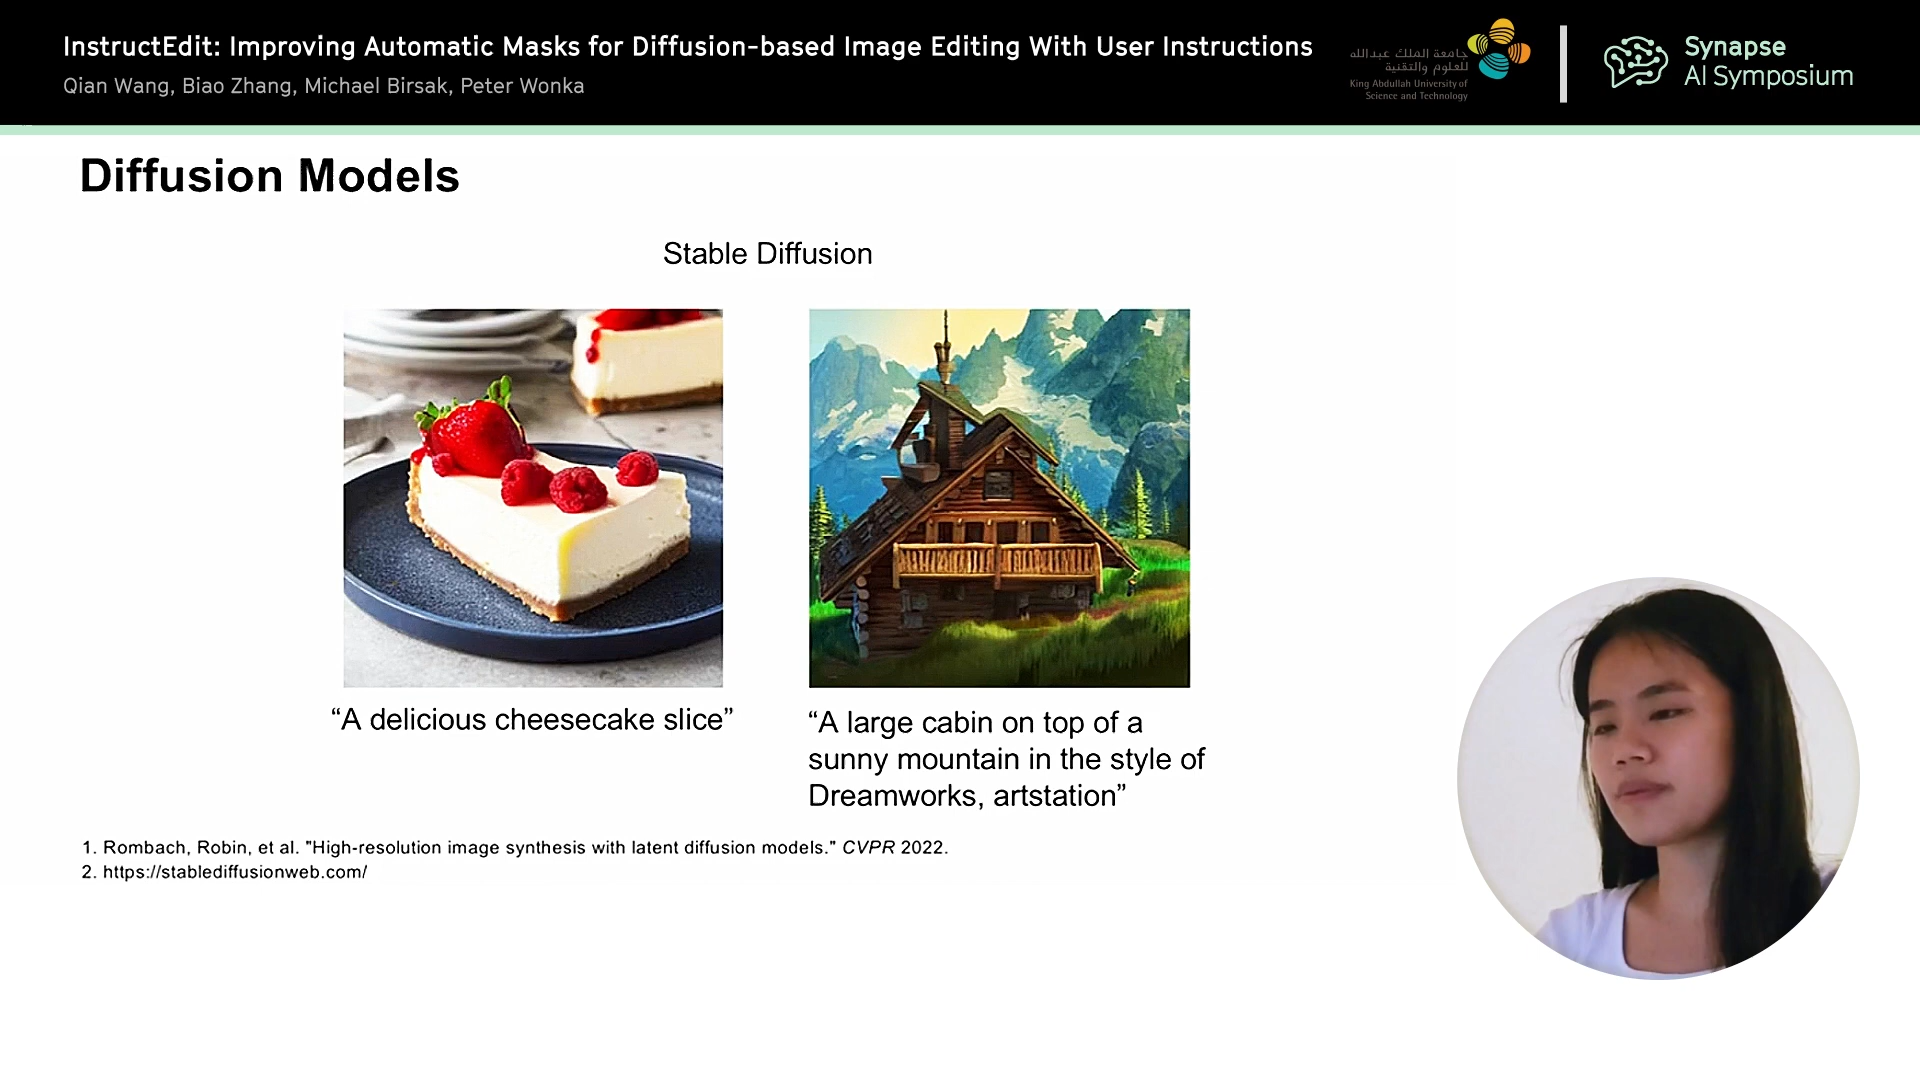 InstructEdit: Improving Automatic Masks for Diffusion-based Image Editing With User Instructions
Qian Wang, Biao Zhang, Michael Birsak, Peter Wonka
جامعة الملك عبدالله
للعلوم والتقنية
King Abdullah University of
Science and Technology
Synapse
AI Symposium
Diffusion Models
Stable Diffusion
“A delicious cheesecake slice”
“A large cabin on top of a
sunny mountain in the style of
Dreamworks, artstation”
1. Rombach, Robin, et al. "High-resolution image synthesis with latent diffusion models." CVPR 2022.
2. https://stablediffusionweb.com/